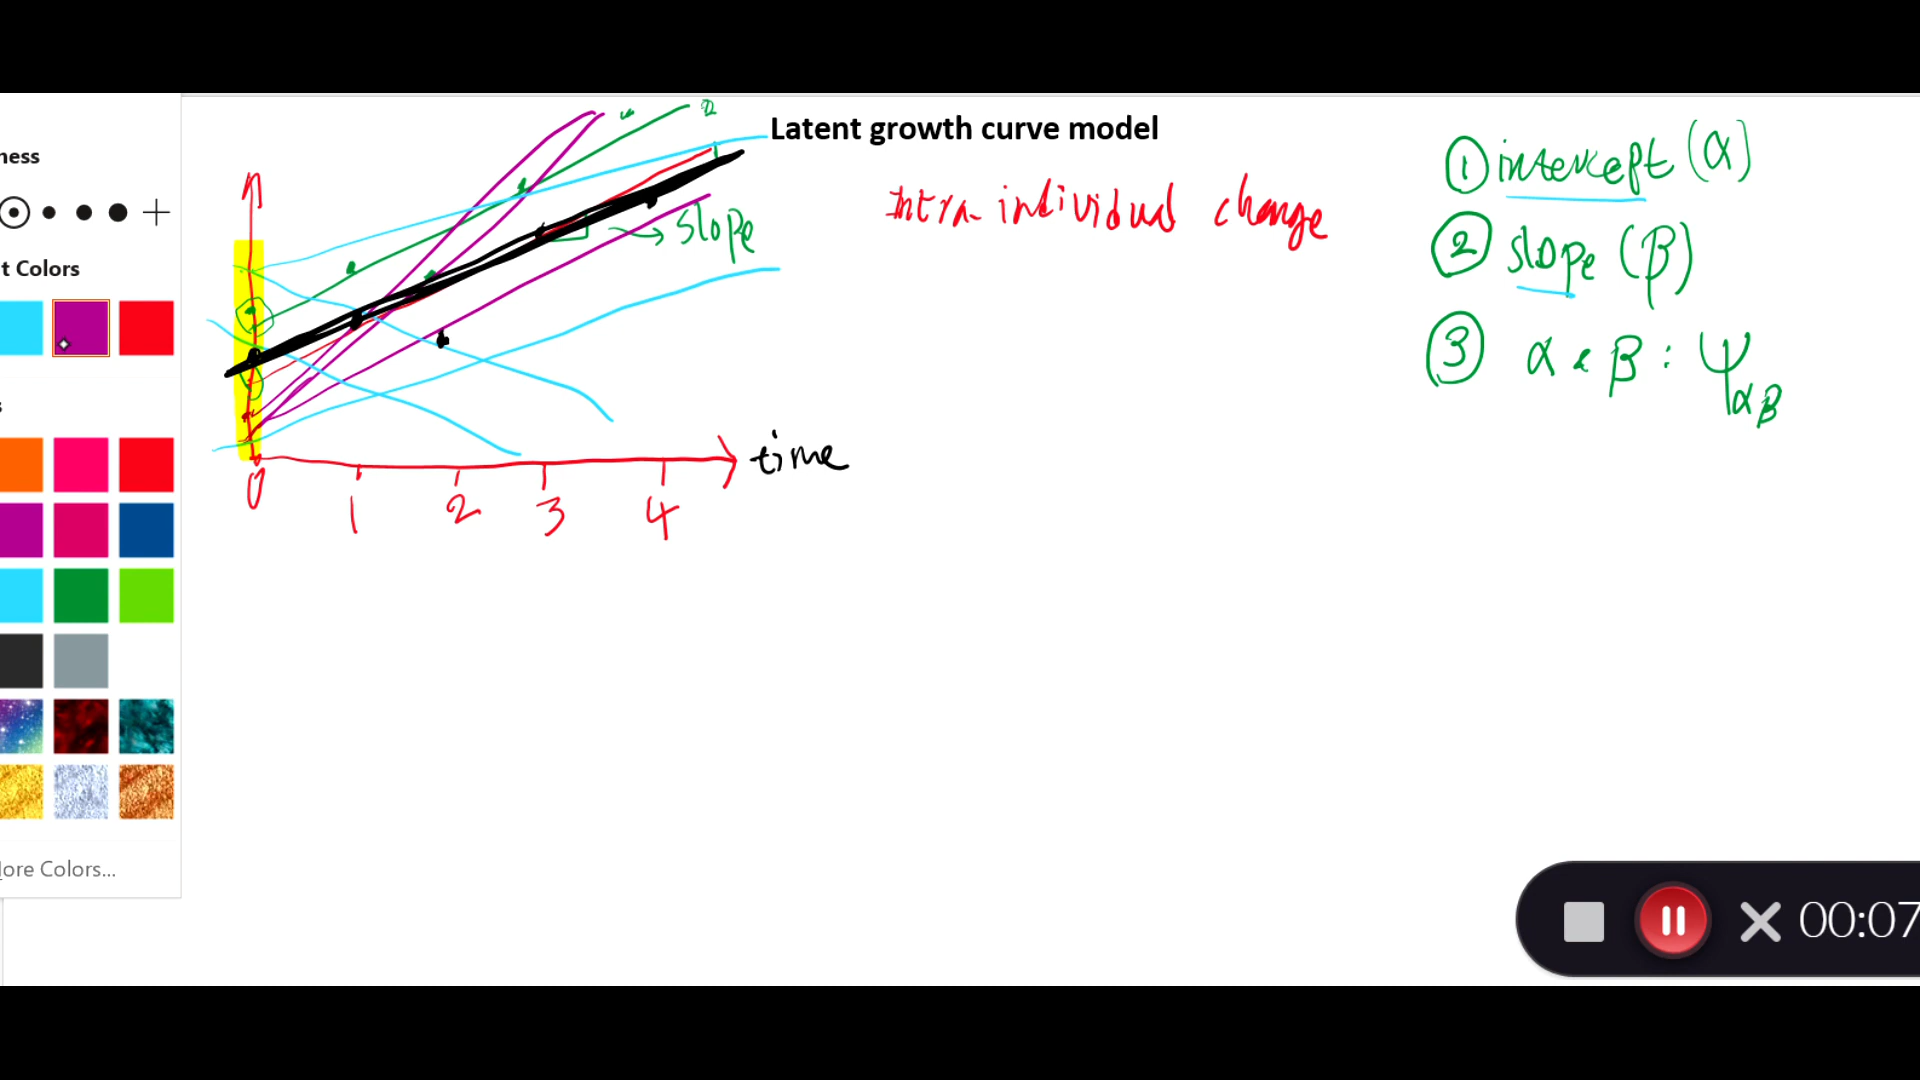 Latent growth curve model
Intra-individual change
① intercept (α)
② slope (β)
③ α & β : ψαβ
→ slope
time
0 1 2 3 4
ness
t Colors
More Colors...
00:07